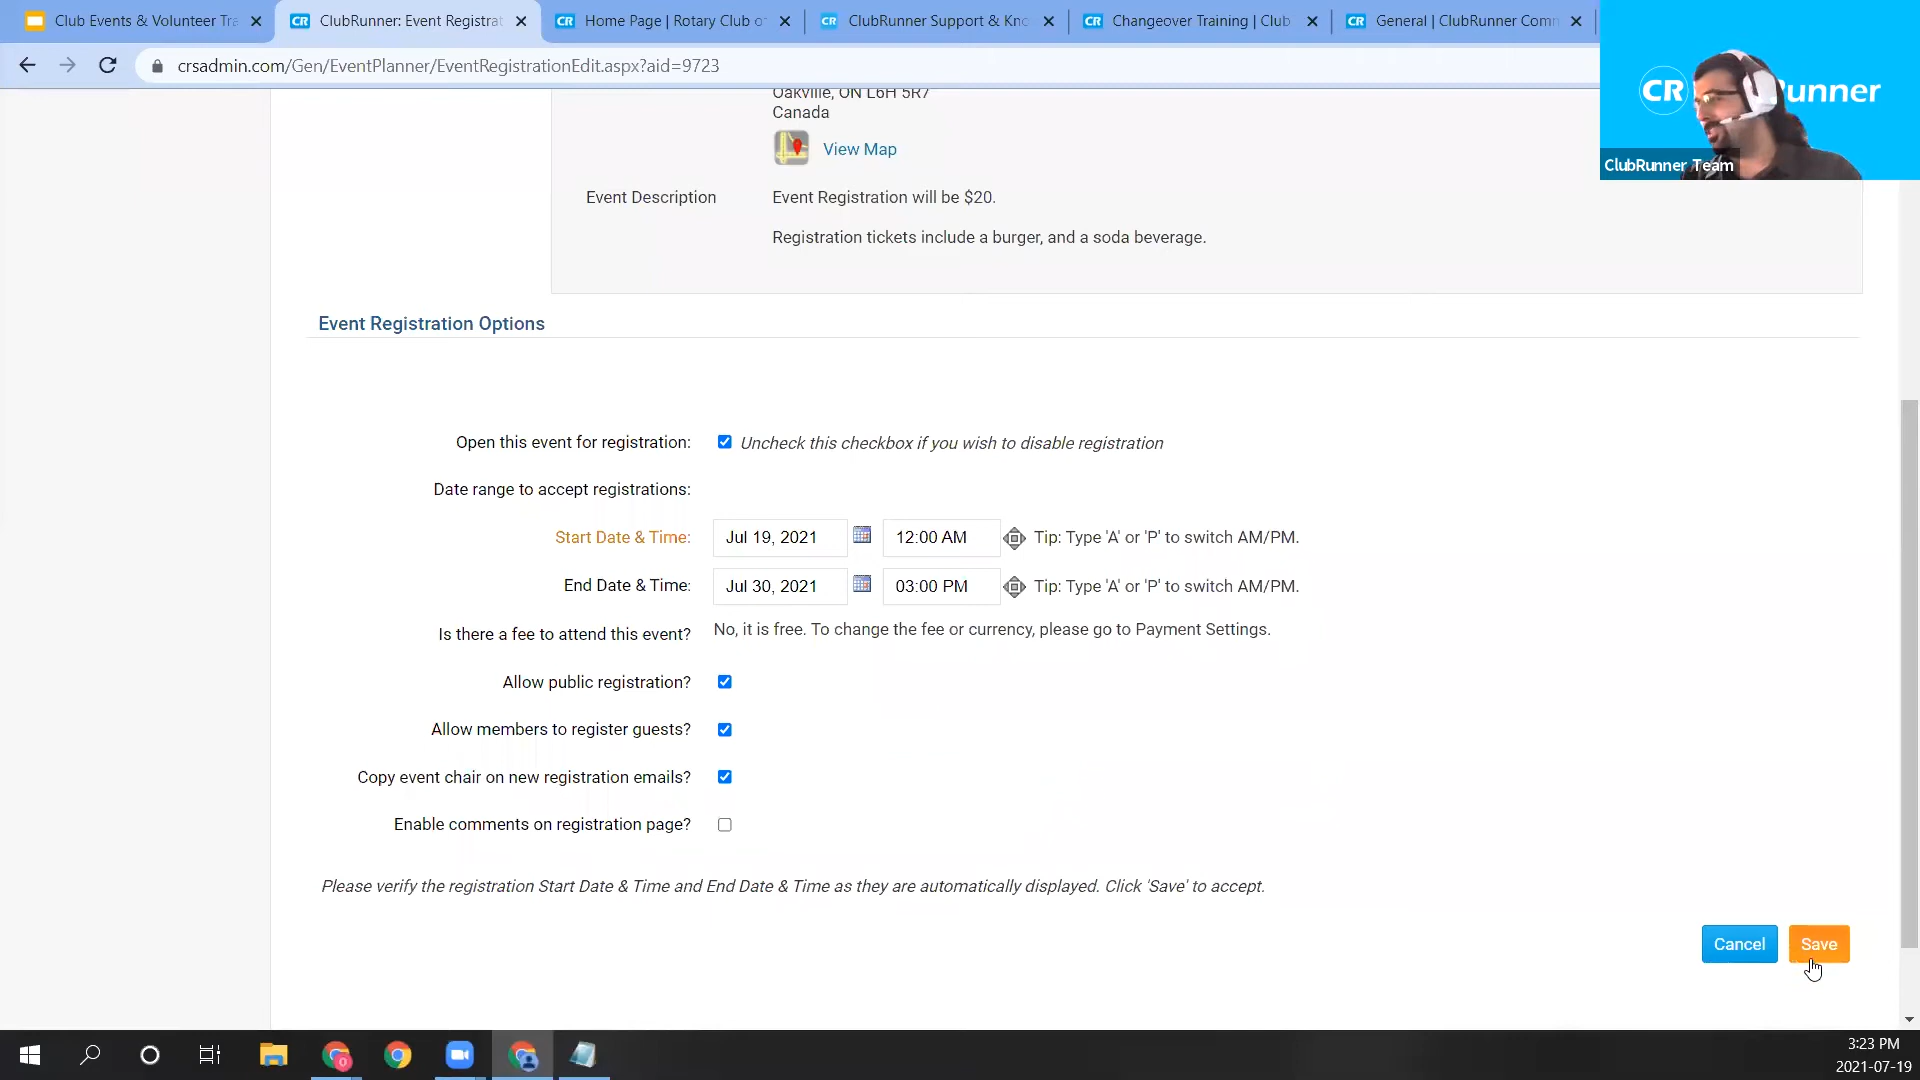 Club Events & Volunteer Tra
ClubRunner: Event Registrat
Home Page | Rotary Club of
ClubRunner Support & Kno
Changeover Training | Club
General | ClubRunner Comm
crsadmin.com/Gen/EventPlanner/EventRegistrationEdit.aspx?aid=9723
CR
unner
ClubRunner Team
Oakville, ON L6H 5R7
Canada
View Map
Event Description
Event Registration will be $20.
Registration tickets include a burger, and a soda beverage.
Event Registration Options
Open this event for registration: Uncheck this checkbox if you wish to disable registration
Date range to accept registrations:
Start Date & Time: Jul 19, 2021 12:00 AM Tip: Type 'A' or 'P' to switch AM/PM.
End Date & Time: Jul 30, 2021 03:00 PM Tip: Type 'A' or 'P' to switch AM/PM.
Is there a fee to attend this event? No, it is free. To change the fee or currency, please go to Payment Settings.
Allow public registration?
Allow members to register guests?
Copy event chair on new registration emails?
Enable comments on registration page?
Please verify the registration Start Date & Time and End Date & Time as they are automatically displayed. Click 'Save' to accept.
Cancel Save
3:23 PM
2021-07-19